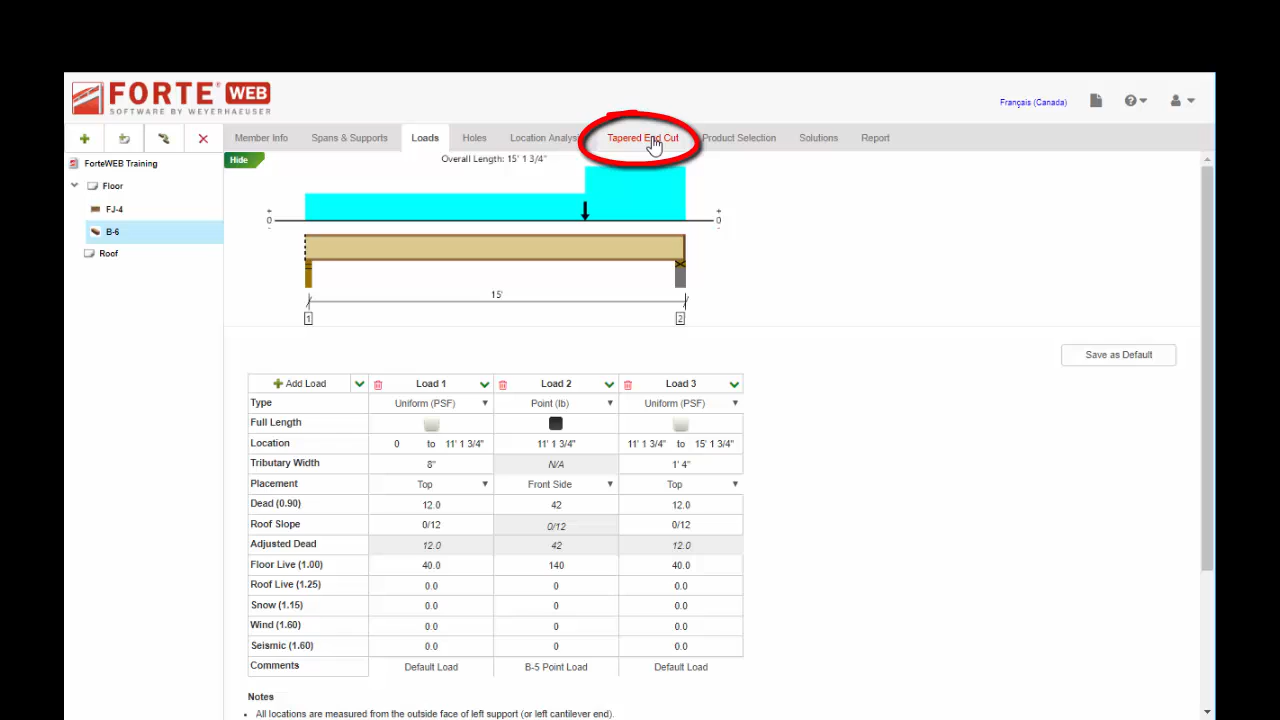 FORTE® WEB
SOFTWARE BY WEYERHAEUSER
Français (Canada)
Member Info Spans & Supports Loads Holes Location Analysis Tapered End Cut Product Selection Solutions Report
ForteWEB Training
Floor
FJ-4
B-6
Roof
Hide
Overall Length: 15' 1 3/4"
+ 0 -
+ 0 -
15'
1 2
Save as Default
Add Load Load 1 Load 2 Load 3
Type Uniform (PSF) Point (lb) Uniform (PSF)
Full Length
Location 0 to 11' 1 3/4" 11' 1 3/4" 11' 1 3/4" to 15' 1 3/4"
Tributary Width 8" N/A 1' 4"
Placement Top Front Side Top
Dead (0.90) 12.0 42 12.0
Roof Slope 0/12 0/12 0/12
Adjusted Dead 12.0 42 12.0
Floor Live (1.00) 40.0 140 40.0
Roof Live (1.25) 0.0 0 0.0
Snow (1.15) 0.0 0 0.0
Wind (1.60) 0.0 0 0.0
Seismic (1.60) 0.0 0 0.0
Comments Default Load B-5 Point Load Default Load
Notes
• All locations are measured from the outside face of left support (or left cantilever end).